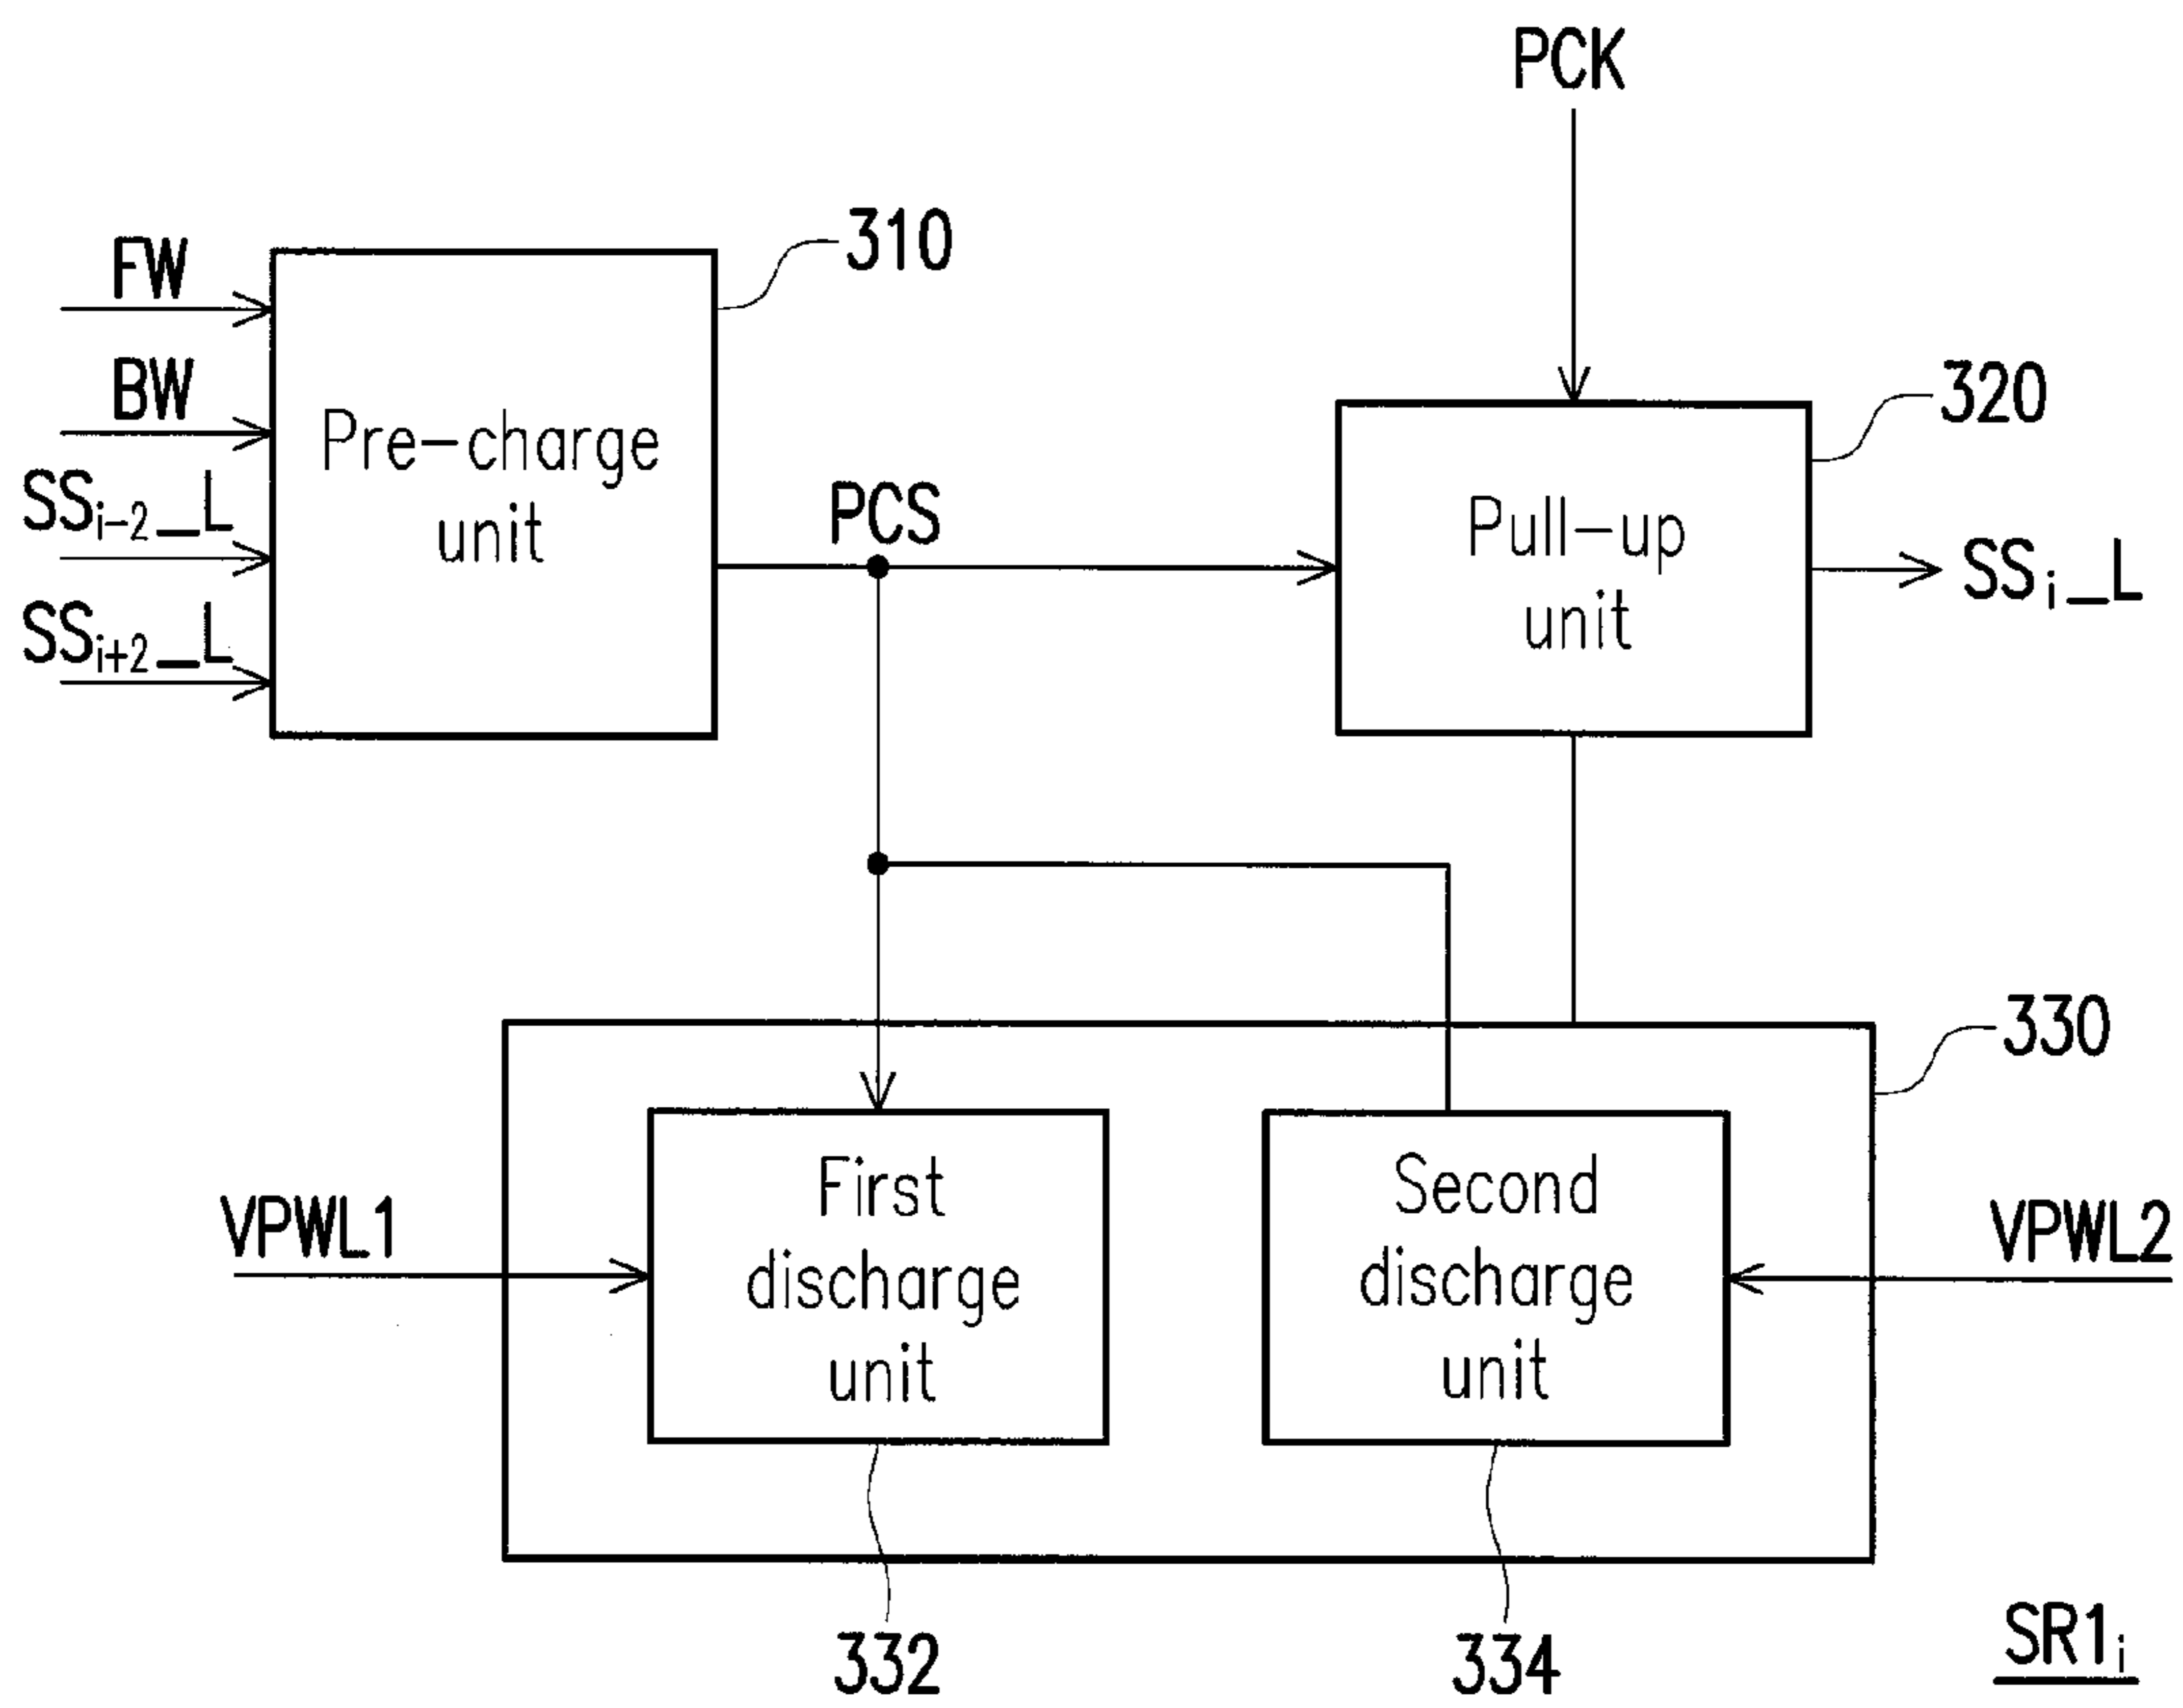 PCK
310
FW
BW
Pre-charge
unit
SSi-2_L
SSi+2_L
PCS
320
Pull-up
unit
SSi_L
330
First
discharge
unit
Second
discharge
unit
VPWL1
VPWL2
332
334
SR1i